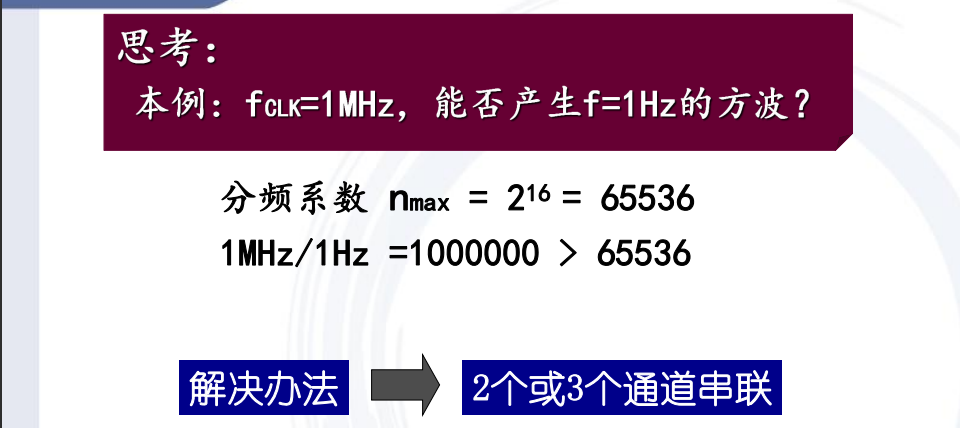 思考：
本例：fCLK=1MHz，能否产生f=1Hz的方波？
分频系数 nmax = 2¹⁶ = 65536
1MHz/1Hz =1000000 > 65536
解决办法
2个或3个通道串联